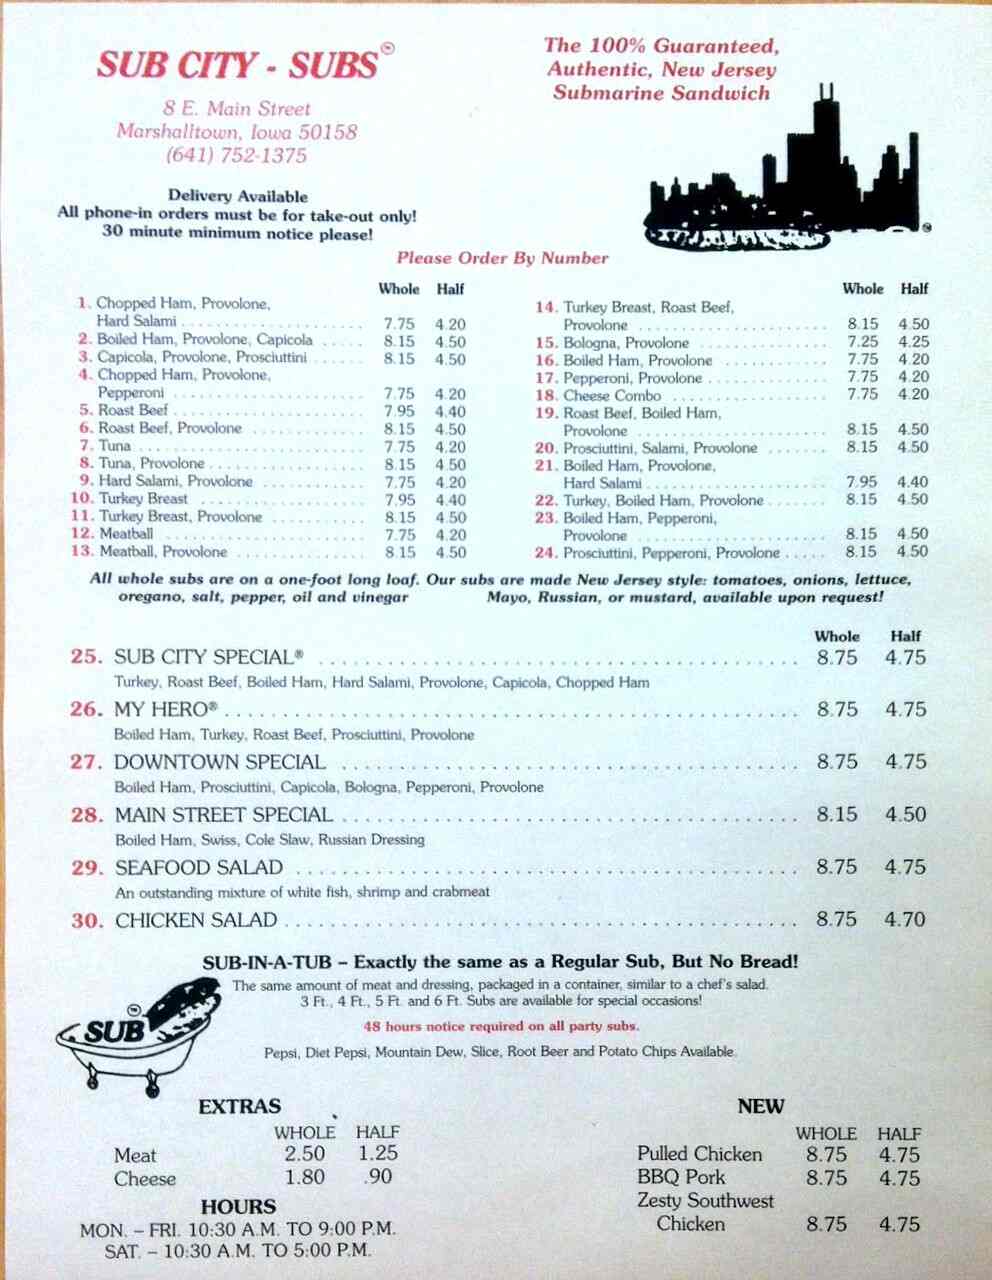 SUB CITY - SUBS™
8 E. Main Street
Marshalltown, Iowa 50158
(641) 752-1375
Delivery Available
All phone-in orders must be for take-out only!
30 minute minimum notice please!
The 100% Guaranteed,
Authentic, New Jersey
Submarine Sandwich
Please Order By Number
Whole Half
1. Chopped Ham, Provolone,
Hard Salami 7.75 4.20
2. Boiled Ham, Provolone, Capicola 8.15 4.50
3. Capicola, Provolone, Prosciuttini 8.15 4.50
4. Chopped Ham, Provolone,
Pepperoni 7.75 4.20
5. Roast Beef 7.95 4.40
6. Roast Beef, Provolone 8.15 4.50
7. Tuna 7.75 4.20
8. Tuna, Provolone 8.15 4.50
9. Hard Salami, Provolone 7.75 4.20
10. Turkey Breast 7.95 4.40
11. Turkey Breast, Provolone 8.15 4.50
12. Meatball 7.75 4.20
13. Meatball, Provolone 8.15 4.50
Whole Half
14. Turkey Breast, Roast Beef,
Provolone 8.15 4.50
15. Bologna, Provolone 7.25 4.25
16. Boiled Ham, Provolone 7.75 4.20
17. Pepperoni, Provolone 7.75 4.20
18. Cheese Combo 7.75 4.20
19. Roast Beef, Boiled Ham,
Provolone 8.15 4.50
20. Prosciuttini, Salami, Provolone 8.15 4.50
21. Boiled Ham, Provolone,
Hard Salami 7.95 4.40
22. Turkey, Boiled Ham, Provolone 8.15 4.50
23. Boiled Ham, Pepperoni,
Provolone 8.15 4.50
24. Prosciuttini, Pepperoni, Provolone 8.15 4.50
All whole subs are on a one-foot long loaf. Our subs are made New Jersey style: tomatoes, onions, lettuce,
oregano, salt, pepper, oil and vinegar Mayo, Russian, or mustard, available upon request!
Whole Half
25. SUB CITY SPECIAL® 8.75 4.75
Turkey, Roast Beef, Boiled Ham, Hard Salami, Provolone, Capicola, Chopped Ham
26. MY HERO® 8.75 4.75
Boiled Ham, Turkey, Roast Beef, Prosciuttini, Provolone
27. DOWNTOWN SPECIAL 8.75 4.75
Boiled Ham, Prosciuttini, Capicola, Bologna, Pepperoni, Provolone
28. MAIN STREET SPECIAL 8.15 4.50
Boiled Ham, Swiss, Cole Slaw, Russian Dressing
29. SEAFOOD SALAD 8.75 4.75
An outstanding mixture of white fish, shrimp and crabmeat
30. CHICKEN SALAD 8.75 4.70
SUB-IN-A-TUB – Exactly the same as a Regular Sub, But No Bread!
The same amount of meat and dressing, packaged in a container, similar to a chef's salad.
3 Ft., 4 Ft., 5 Ft. and 6 Ft. Subs are available for special occasions!
48 hours notice required on all party subs.
Pepsi, Diet Pepsi, Mountain Dew, Slice, Root Beer and Potato Chips Available.
SUB™
EXTRAS
WHOLE HALF
Meat 2.50 1.25
Cheese 1.80 .90
HOURS
MON. – FRI. 10:30 A.M. TO 9:00 P.M.
SAT. – 10:30 A.M. TO 5:00 P.M.
NEW
WHOLE HALF
Pulled Chicken 8.75 4.75
BBQ Pork 8.75 4.75
Zesty Southwest
Chicken 8.75 4.75